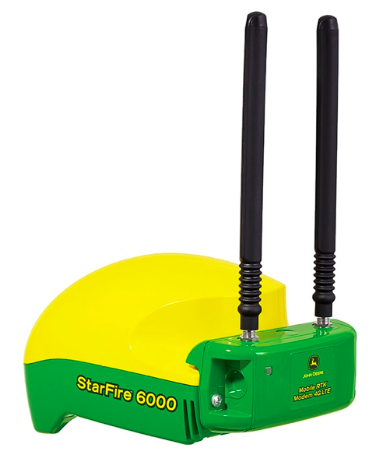 StarFire 6000
JOHN DEERE
Mobile RTK
Modem 4G LTE